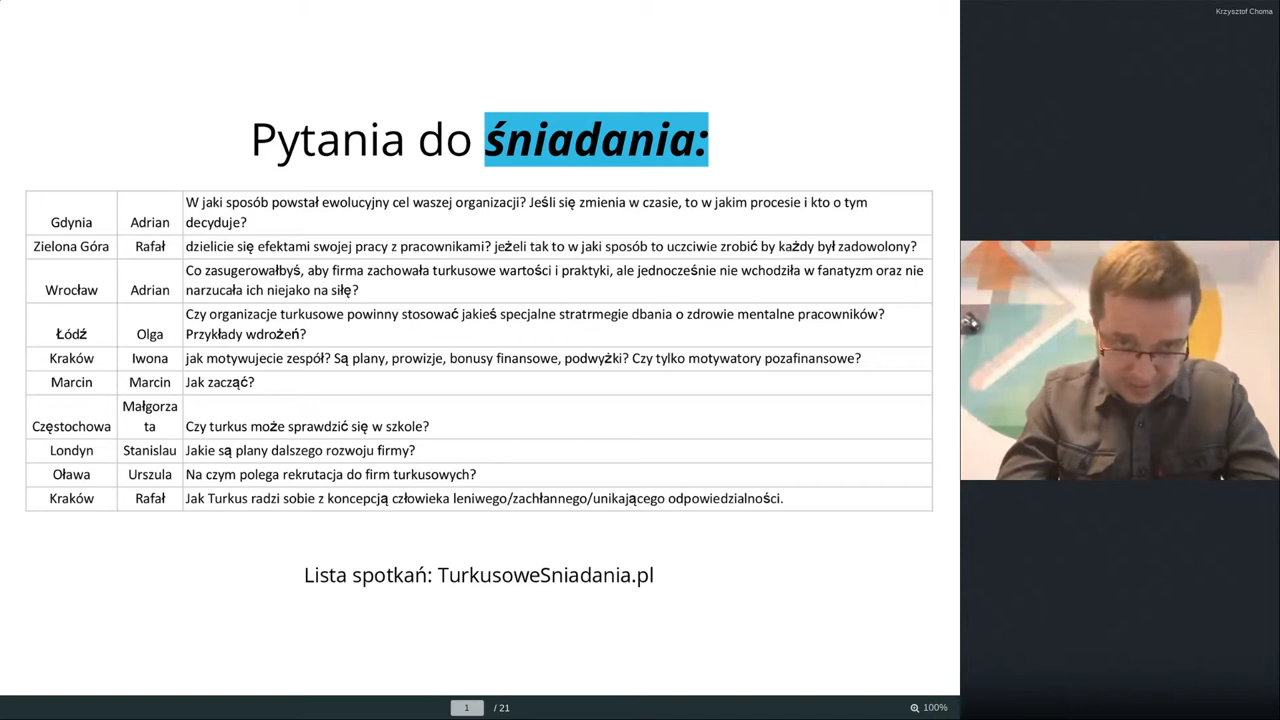 Krzysztof Choma
Pytania do śniadania:
Gdynia Adrian W jaki sposób powstał ewolucyjny cel waszej organizacji? Jeśli się zmienia w czasie, to w jakim procesie i kto o tym
decyduje?
Zielona Góra Rafał dzielicie się efektami swojej pracy z pracownikami? jeżeli tak to w jaki sposób to uczciwie zrobić by każdy był zadowolony?
Wrocław Adrian Co zasugerowałbyś, aby firma zachowała turkusowe wartości i praktyki, ale jednocześnie nie wchodziła w fanatyzm oraz nie
narzucała ich niejako na siłę?
Łódź Olga Czy organizacje turkusowe powinny stosować jakieś specjalne stratrmegie dbania o zdrowie mentalne pracowników?
Przykłady wdrożeń?
Kraków Iwona jak motywujecie zespół? Są plany, prowizje, bonusy finansowe, podwyżki? Czy tylko motywatory pozafinansowe?
Marcin Marcin Jak zacząć?
Częstochowa Małgorza
ta Czy turkus może sprawdzić się w szkole?
Londyn Stanislau Jakie są plany dalszego rozwoju firmy?
Oława Urszula Na czym polega rekrutacja do firm turkusowych?
Kraków Rafał Jak Turkus radzi sobie z koncepcją człowieka leniwego/zachłannego/unikającego odpowiedzialności.
Lista spotkań: TurkusoweSniadania.pl
1 / 21
100%